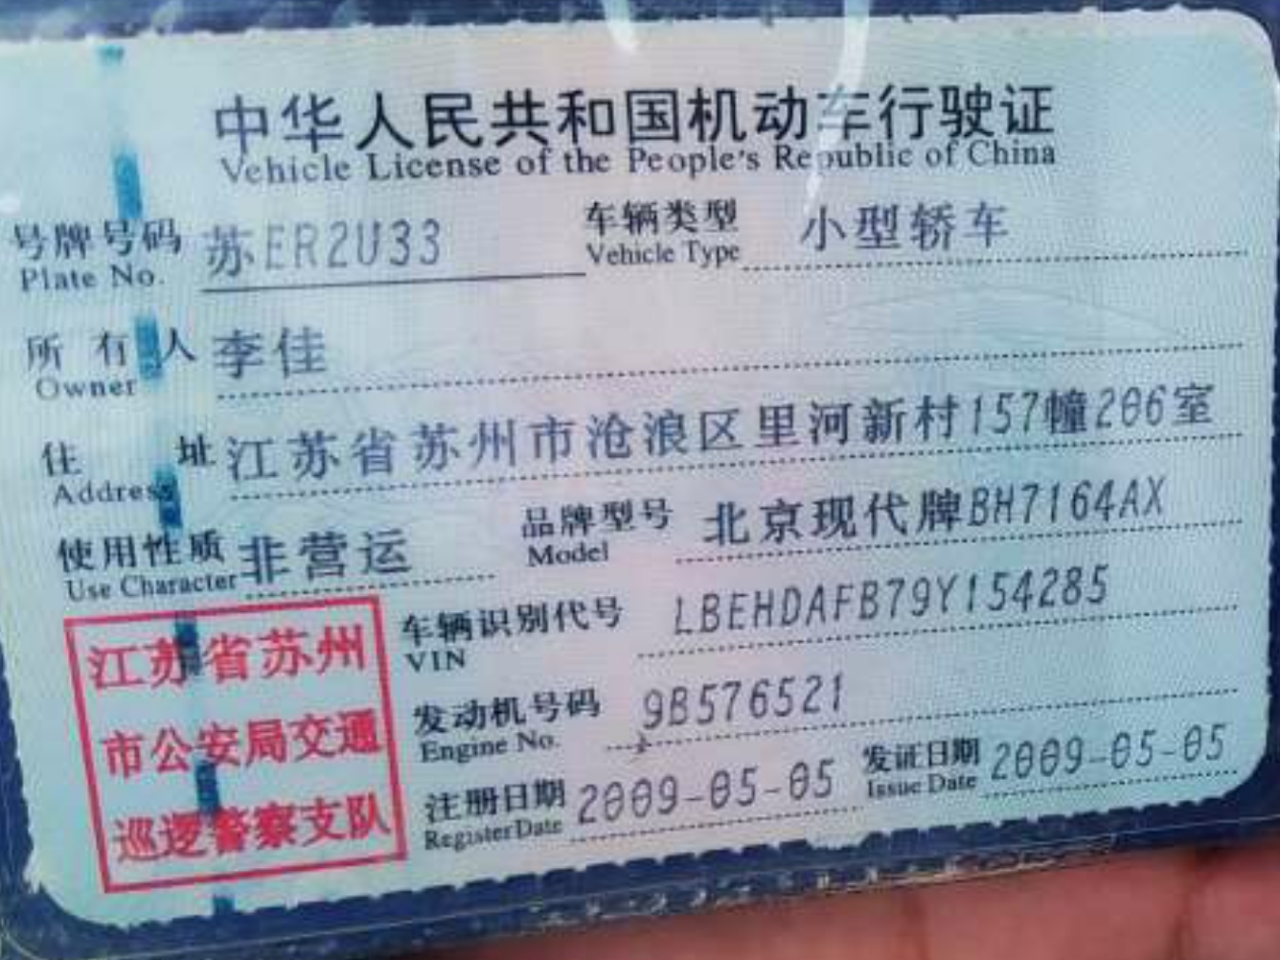 中华人民共和国机动车行驶证
Vehicle License of the People's Republic of China
号牌号码 苏ER2U33 车辆类型 小型轿车
Plate No. Vehicle Type
所有人 李佳
Owner
住址 江苏省苏州市沧浪区里河新村157幢206室
Address
使用性质 非营运 品牌型号 北京现代牌BH7164AX
Use Character Model
车辆识别代号 LBEHDAFB79Y154285
VIN
发动机号码 9B576521
Engine No.
注册日期 2009-05-05 发证日期 2009-05-05
Register Date Issue Date
江苏省苏州
市公安局交通
巡逻警察支队